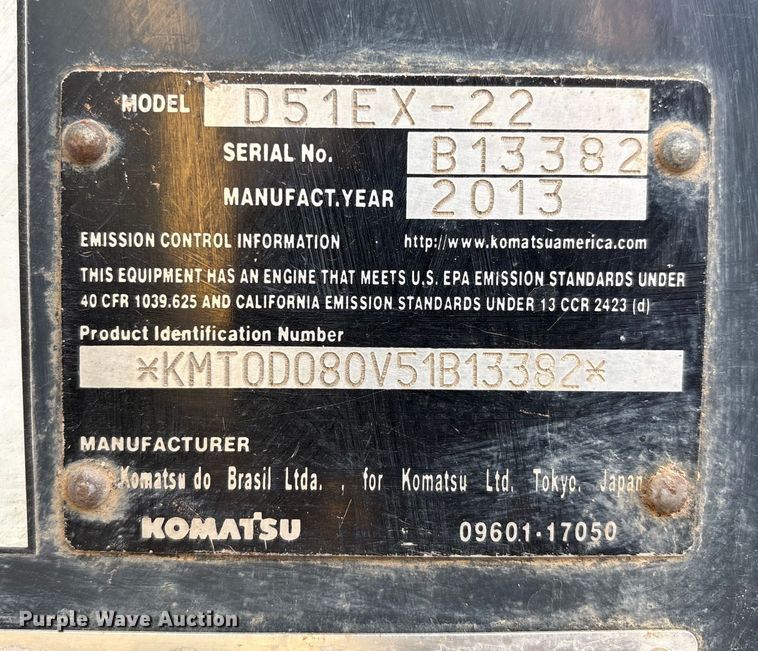 MODEL D51EX-22
SERIAL No. B13382
MANUFACT.YEAR 2013
EMISSION CONTROL INFORMATION http://www.komatsuamerica.com
THIS EQUIPMENT HAS AN ENGINE THAT MEETS U.S. EPA EMISSION STANDARDS UNDER
40 CFR 1039.625 AND CALIFORNIA EMISSION STANDARDS UNDER 13 CCR 2423 (d)
Product Identification Number
*KMT0D080V51B13382*
MANUFACTURER
Komatsu do Brasil Ltda. , for Komatsu Ltd. Tokyo, Japan
KOMATSU 09601-17050
Purple Wave Auction